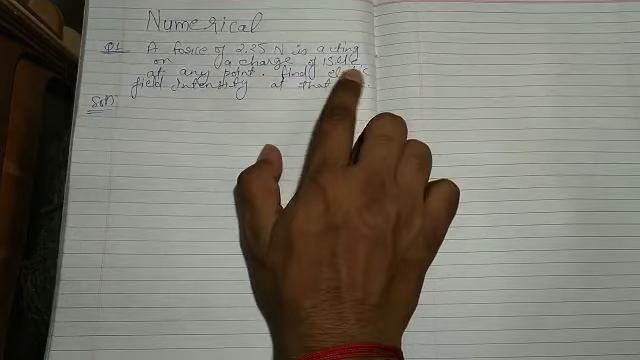 Numerical
Q1 A force of 2.25 N is acting
on a charge of 15
at any point. find
field Intensity at that
Soln